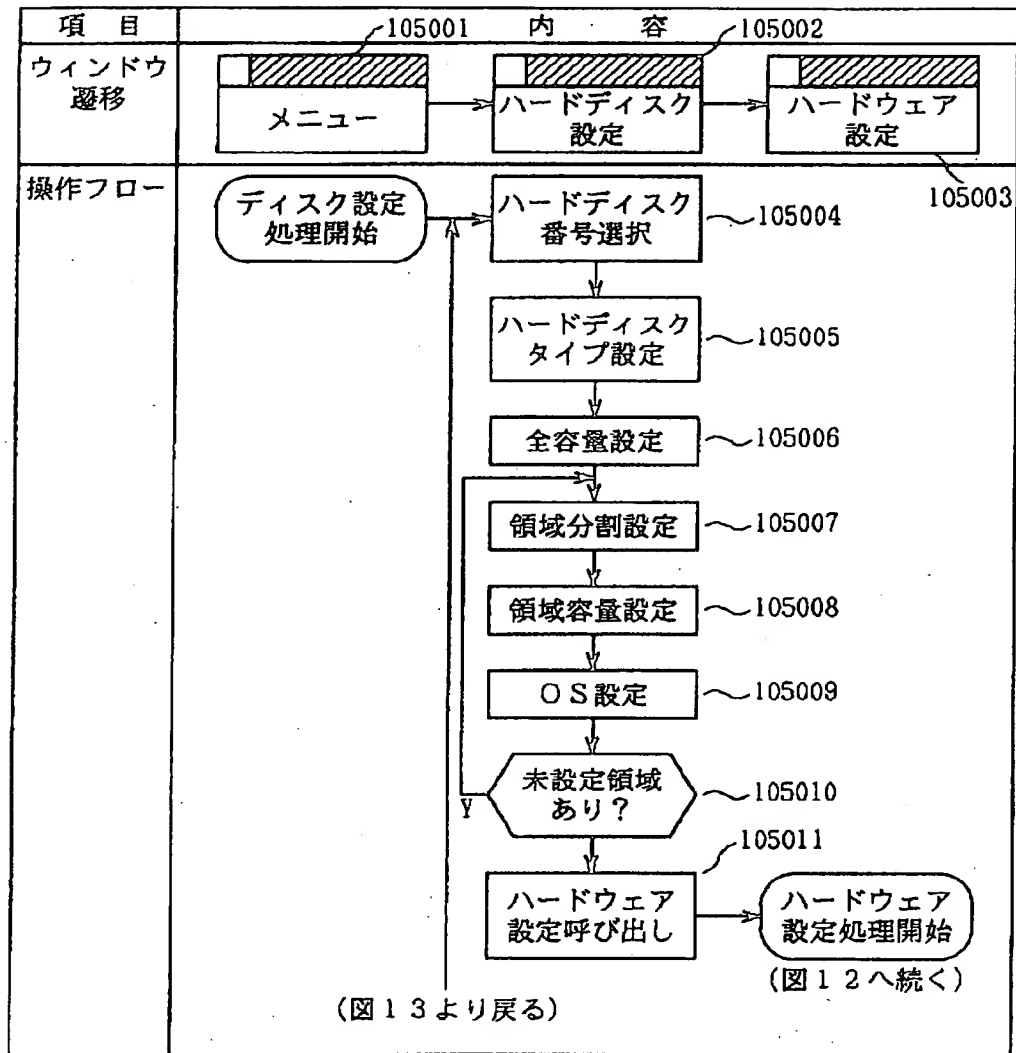 項 目
内 容
105001
105002
ウィンドウ
遷移
メニュー
ハードディスク
設定
ハードウェア
設定
105003
操作フロー
ディスク設定
処理開始
ハードディスク
番号選択
105004
ハードディスク
タイプ設定
105005
全容量設定
105006
領域分割設定
105007
領域容量設定
105008
OS設定
105009
未設定領域
あり?
105010
y
105011
ハードウェア
設定呼び出し
ハードウェア
設定処理開始
(図12へ続く)
(図13より戻る)